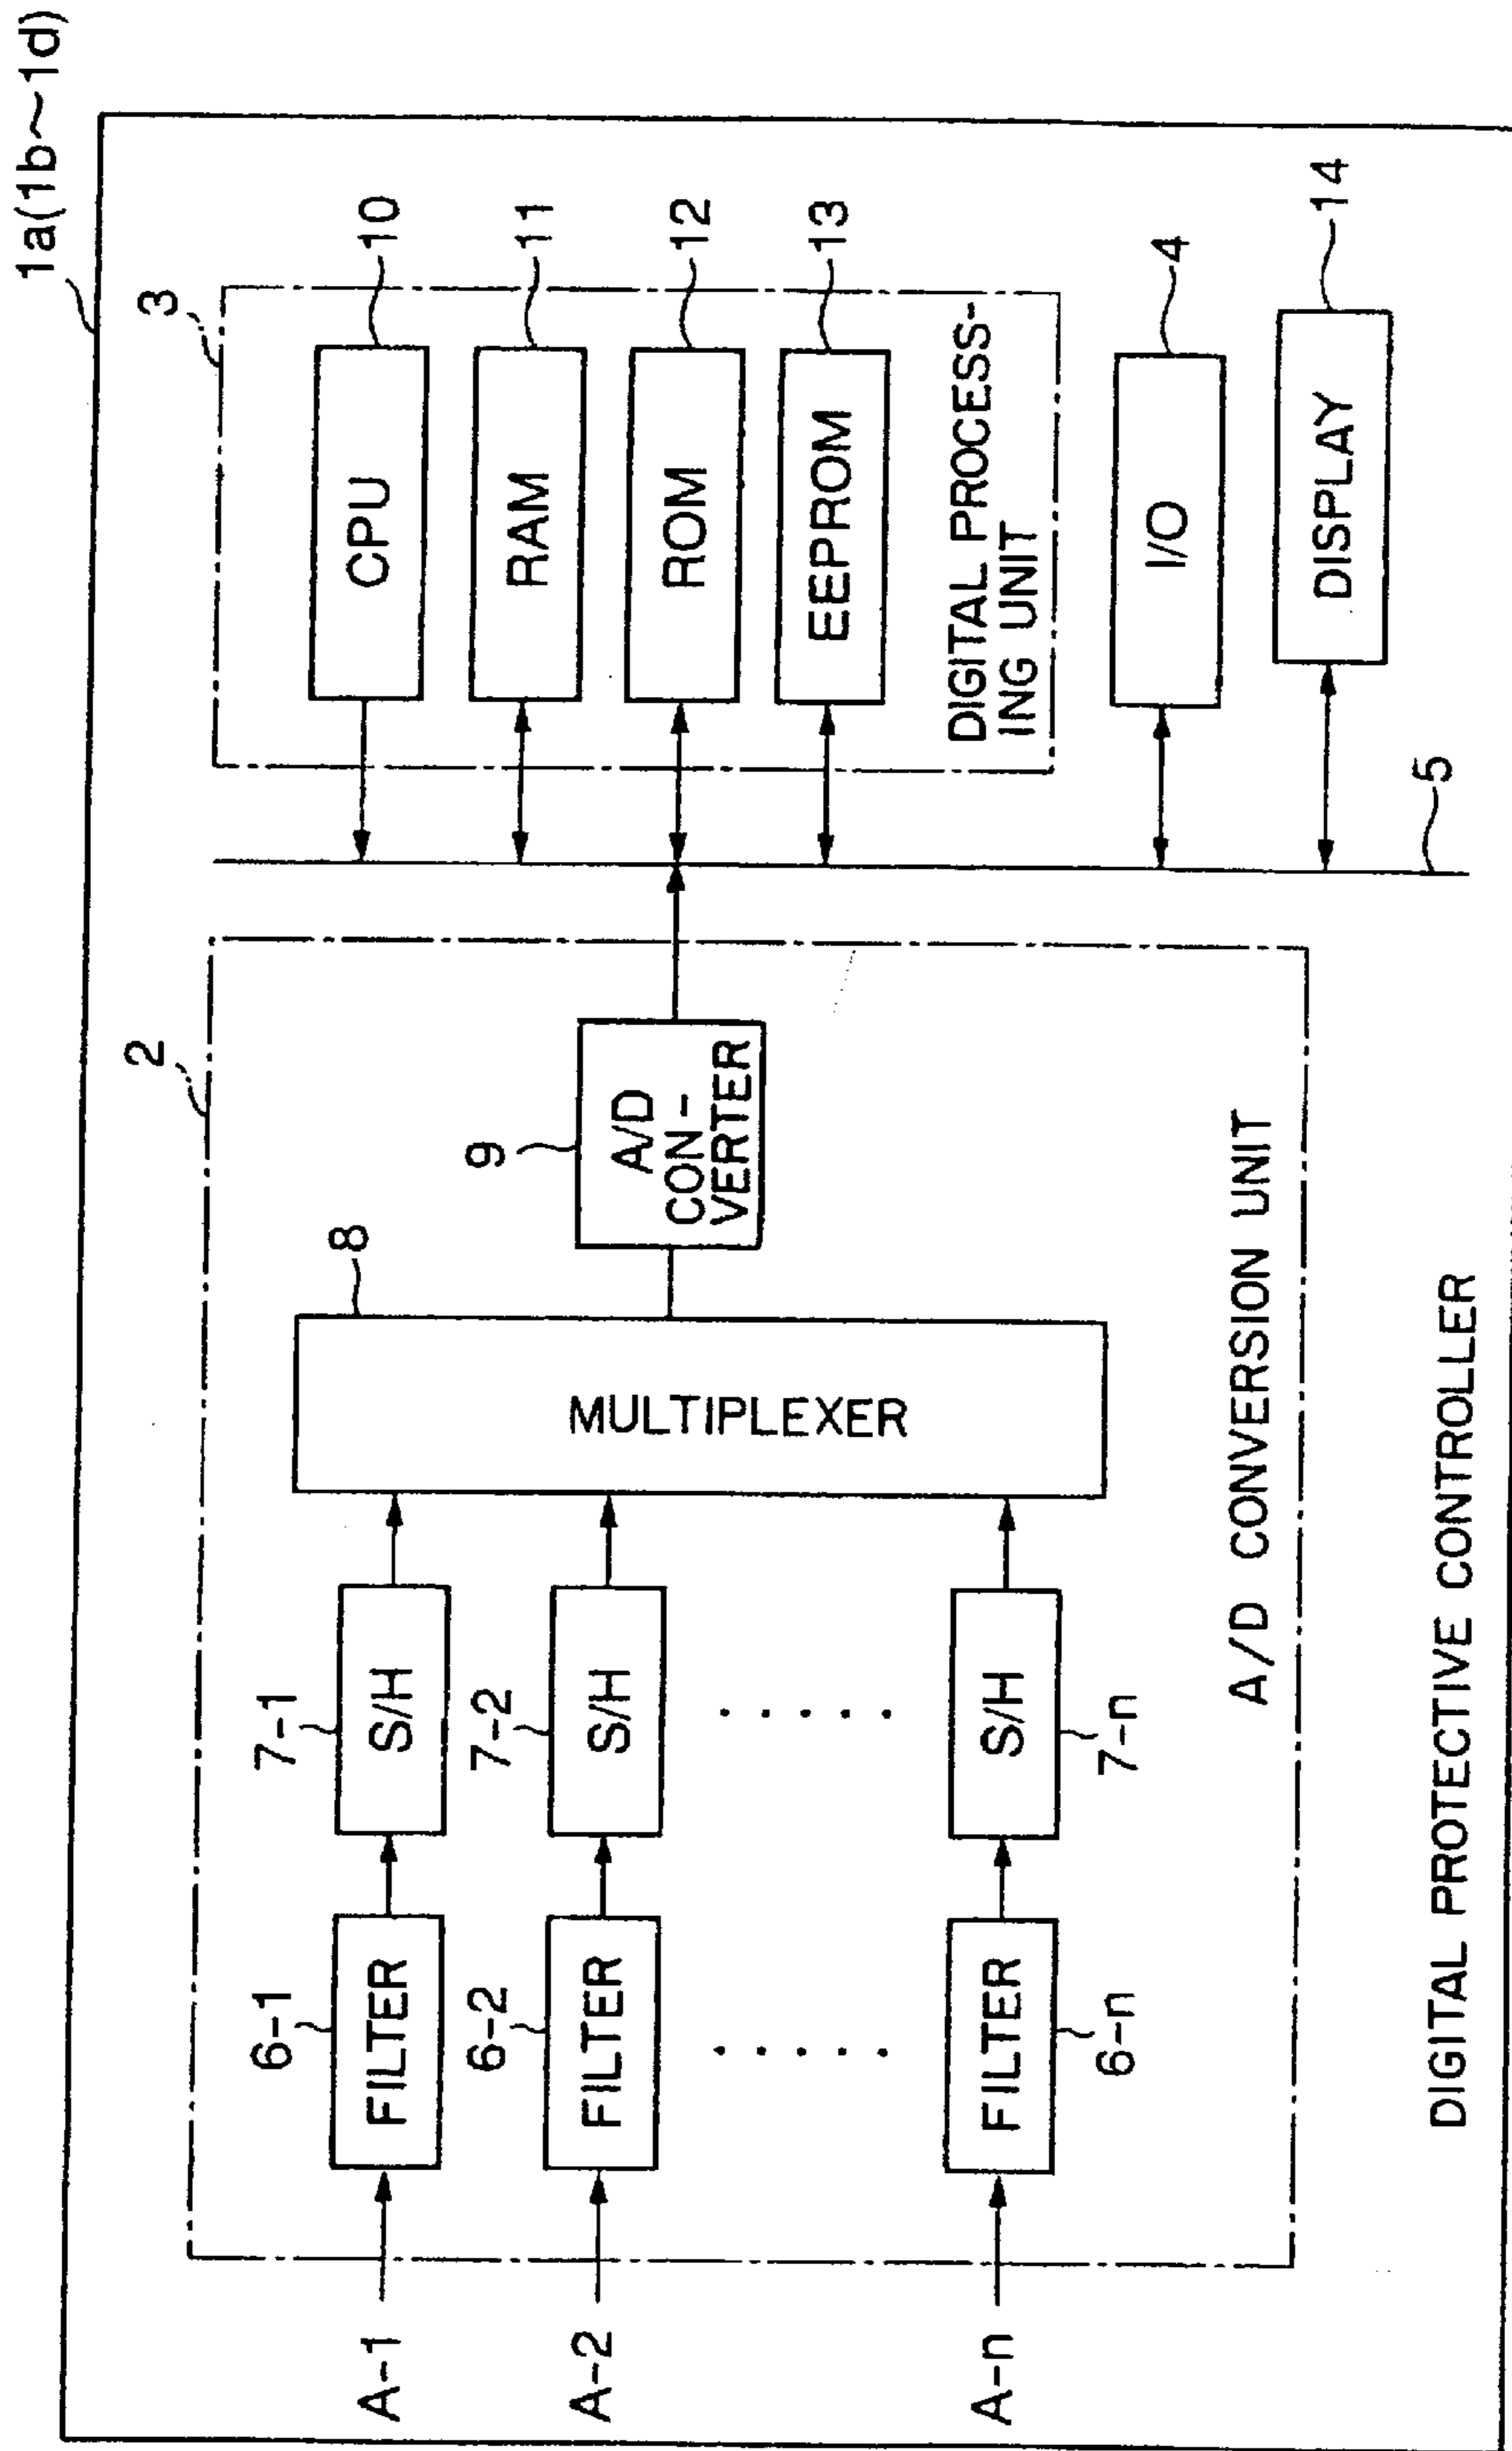 1a(1b~1d)
2
3
A-1
6-1
FILTER
7-1
S/H
A-2
6-2
FILTER
7-2
S/H
A-n
FILTER
6-n
S/H
7-n
8
MULTIPLEXER
9
A/D
CON-
VERTER
A/D CONVERSION UNIT
CPU
10
RAM
11
ROM
12
EEPROM
13
DIGITAL PROCESS-
ING UNIT
I/O
4
DISPLAY
14
5
DIGITAL PROTECTIVE CONTROLLER